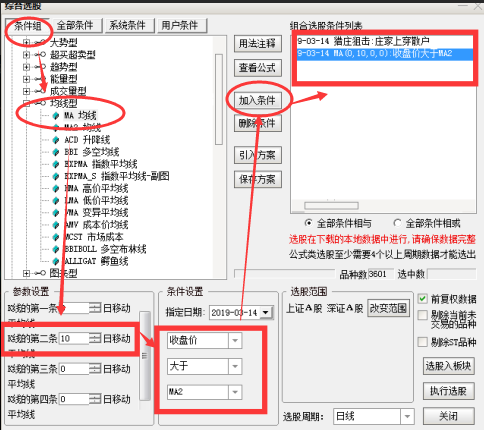 综合选股
条件组
全部条件
系统条件
用户条件
大势型
超买超卖型
趋势型
能量型
成交量型
均线型
MA 均线
MA2 均线
ACD 升降线
BBI 多空均线
EXPMA 指数平均线
EXPMA_S 指数平均线-副图
HMA 高价平均线
LMA 低价平均线
VMA 变异平均线
AMV 成本价均线
MCST 市场成本
BBIBOLL 多空布林线
ALLIGAT 鳄鱼线
图表型
用法注释
查看公式
加入条件
删除条件
引入方案
保存方案
组合选股条件列表
9-03-14 猎庄狙击:庄家上穿散户
9-03-14 MA(0,10,0,0):收盘价大于MA2
全部条件相与
全部条件相或
选股在下载的本地数据中进行,请确保数据完整
公式类选股至少需要4个以上周期数据才能选出
品种数3601
选中数
参数设置
K线的第一条
日移动
平均线
K线的第二条 10 日移动
平均线
K线的第三条 0 日移动
平均线
K线的第四条 0 日移动
平均线
条件设置
指定日期: 2019-03-14
收盘价
大于
MA2
选股范围
上证A股 深证A股
改变范围
前复权数据
剔除当前未
交易的品种
剔除ST品种
选股入板块
执行选股
选股周期: 日线
关闭